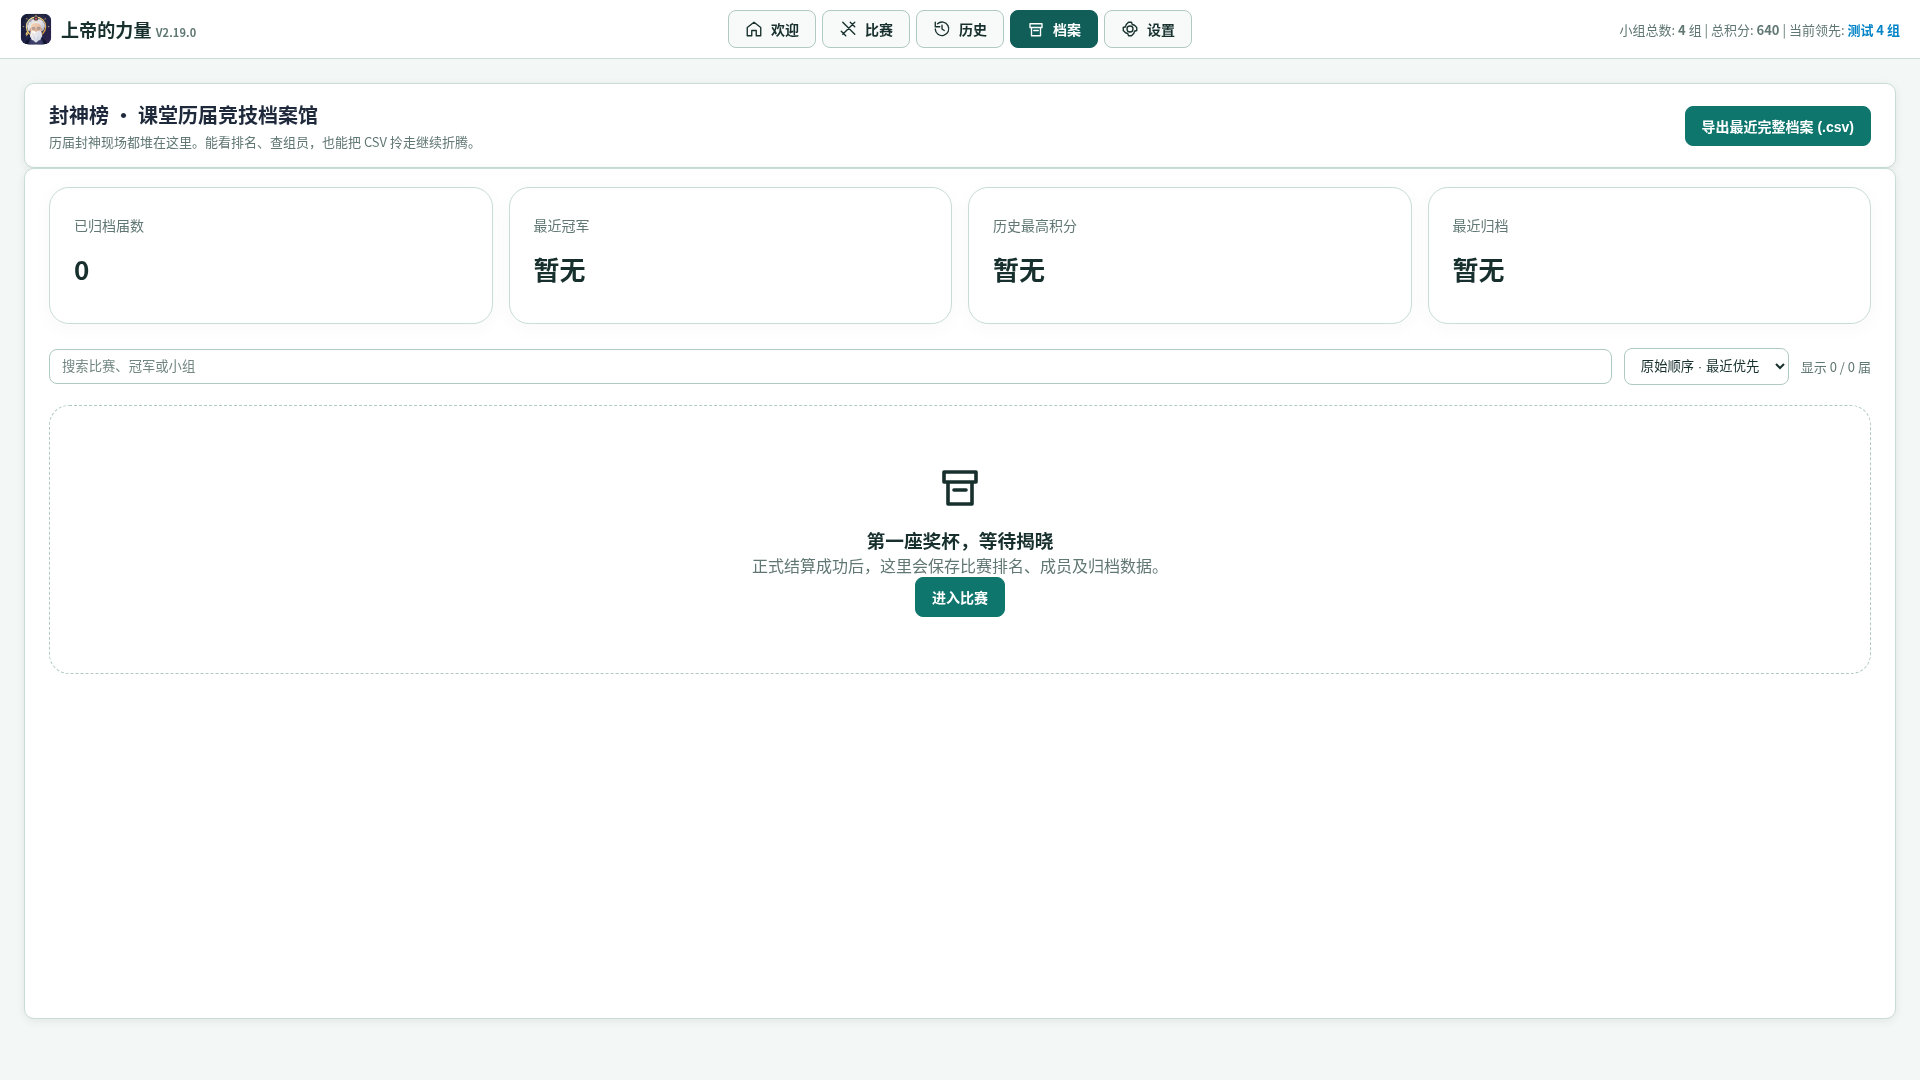 上帝的力量 V2.19.0
欢迎
比赛
历史
档案
设置
小组总数: 4 组 | 总积分: 640 | 当前领先: 测试 4 组
封神榜 · 课堂历届竞技档案馆
历届封神现场都堆在这里。能看排名、查组员，也能把 CSV 拎走继续折腾。
导出最近完整档案 (.csv)
已归档届数
0
最近冠军
暂无
历史最高积分
暂无
最近归档
暂无
搜索比赛、冠军或小组
原始顺序 · 最近优先
显示 0 / 0 届
第一座奖杯，等待揭晓
正式结算成功后，这里会保存比赛排名、成员及归档数据。
进入比赛